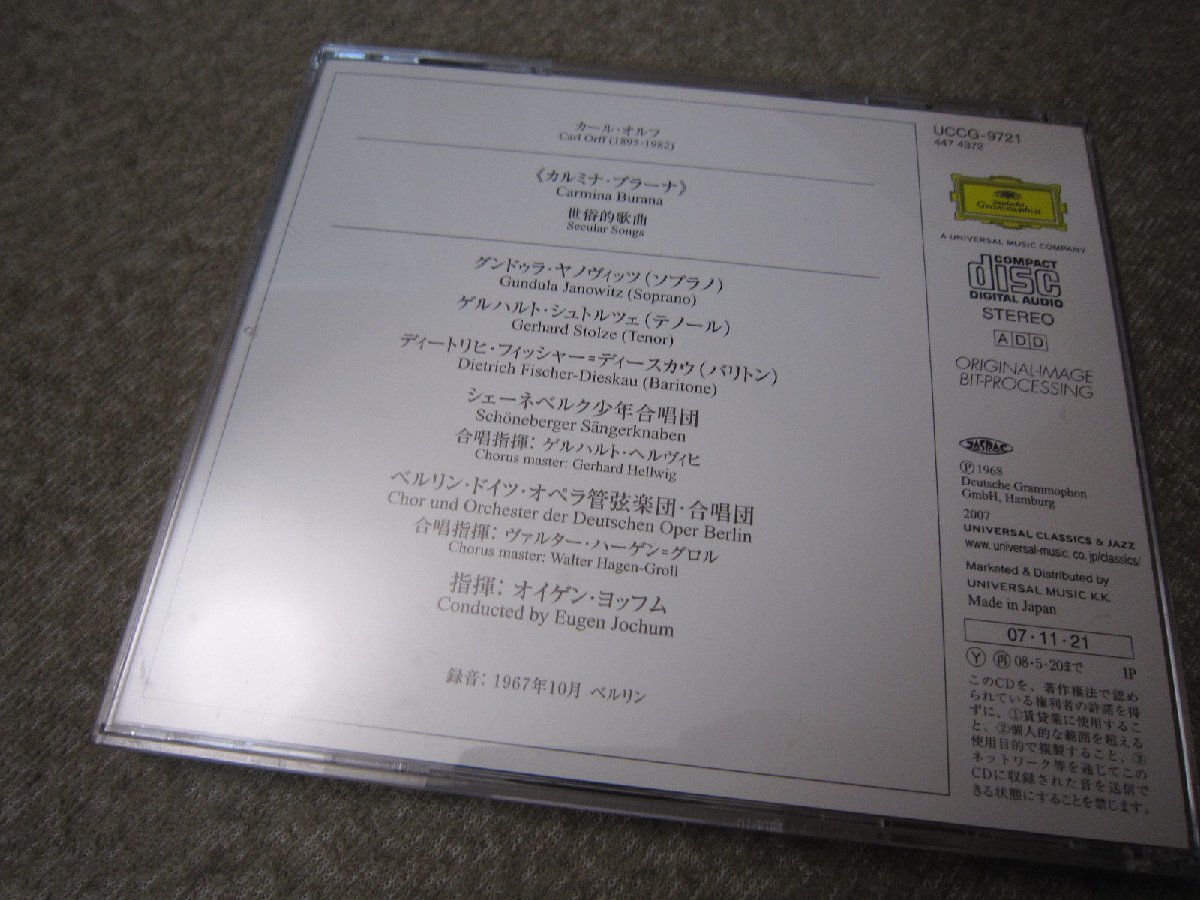 カール・オルフ
Carl Orff (1895-1982)
《カルミナ・ブラーナ》
Carmina Burana
世俗的歌曲
Secular Songs
グンドゥラ・ヤノヴィッツ(ソプラノ)
Gundula Janowitz (Soprano)
ゲルハルト・シュトルツェ(テノール)
Gerhard Stolze (Tenor)
ディートリヒ・フィッシャー=ディースカウ(バリトン)
Dietrich Fischer-Dieskau (Baritone)
シェーネベルク少年合唱団
Schöneberger Sängerknaben
合唱指揮: ゲルハルト・ヘルヴィヒ
Chorus master: Gerhard Hellwig
ベルリン・ドイツ・オペラ管弦楽団・合唱団
Chor und Orchester der Deutschen Oper Berlin
合唱指揮: ヴァルター・ハーゲン=グロル
Chorus master: Walter Hagen-Groll
指揮: オイゲン・ヨッフム
Conducted by Eugen Jochum
録音: 1967年10月 ベルリン
UCCG-9721
447 4372
Deutsche
Grammophon
A UNIVERSAL MUSIC COMPANY
COMPACT
disc
DIGITAL AUDIO
STEREO
ADD
ORIGINAL-IMAGE
BIT-PROCESSING
JASRAC
Ⓟ1968
Deutsche Grammophon
GmbH, Hamburg
2007
UNIVERSAL CLASSICS & JAZZ
www.universal-music.co.jp/classics/
Marketed & Distributed by
UNIVERSAL MUSIC K.K.
Made in Japan
07・11・21
Ⓨ ㊢08・5・20まで 1P
このCDを、著作権法で認め
られている権利者の許諾を得
ずに、①賃貸業に使用するこ
と、②個人的な範囲を超える
使用目的で複製すること、③
ネットワーク等を通じてこの
CDに収録された音を送信で
きる状態にすることを禁じます。